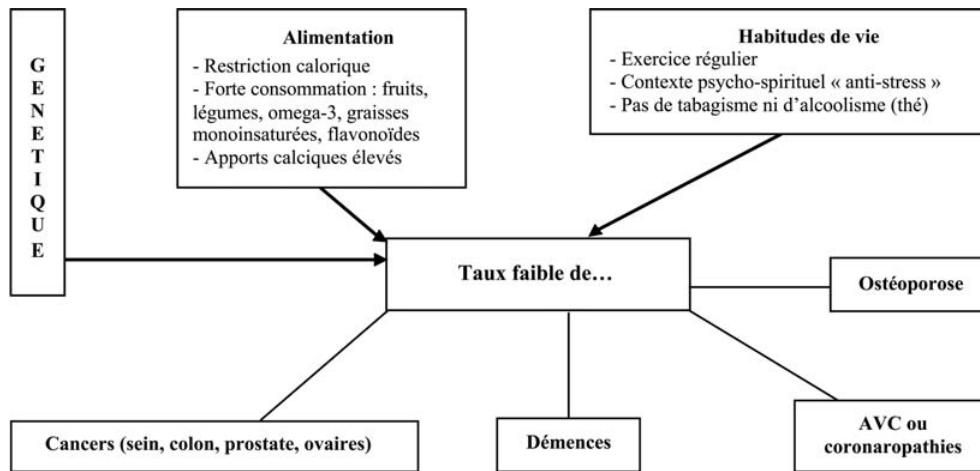 GENETIQUE
Alimentation
- Restriction calorique
- Forte consommation : fruits,
légumes, omega-3, graisses
monoinsaturées, flavonoïdes
- Apports calciques élevés
Habitudes de vie
- Exercice régulier
- Contexte psycho-spirituel « anti-stress »
- Pas de tabagisme ni d’alcoolisme (thé)
Taux faible de…
Ostéoporose
Cancers (sein, colon, prostate, ovaires)
Démences
AVC ou
coronaropathies